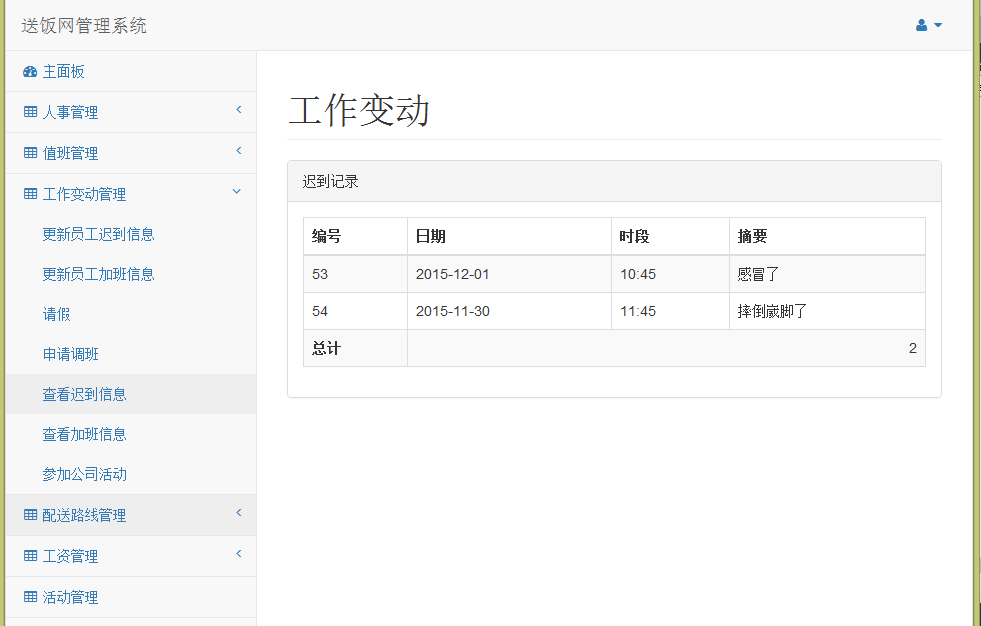 送饭网管理系统
主面板
人事管理
值班管理
工作变动管理
更新员工迟到信息
更新员工加班信息
请假
申请调班
查看迟到信息
查看加班信息
参加公司活动
配送路线管理
工资管理
活动管理
工作变动
迟到记录
编号 日期 时段 摘要
53 2015-12-01 10:45 感冒了
54 2015-11-30 11:45 摔倒崴脚了
总计 2